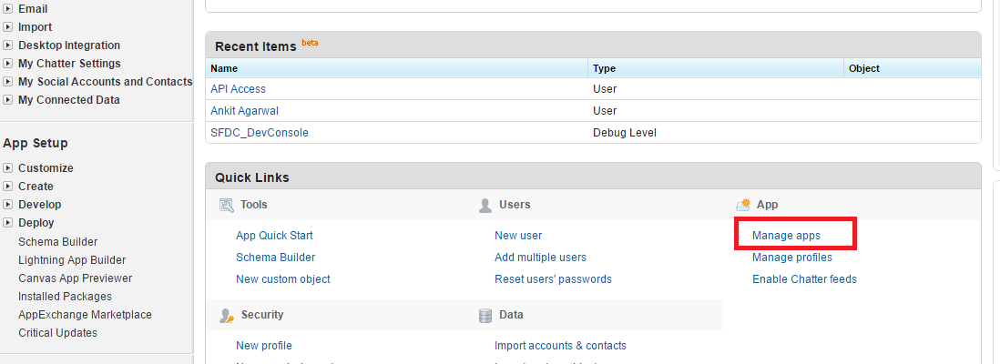 Email
Import
Desktop Integration
My Chatter Settings
My Social Accounts and Contacts
My Connected Data
App Setup
Customize
Create
Develop
Deploy
Schema Builder
Lightning App Builder
Canvas App Previewer
Installed Packages
AppExchange Marketplace
Critical Updates
Recent Items beta
Name Type Object
API Access User
Ankit Agarwal User
SFDC_DevConsole Debug Level
Quick Links
Tools Users App
App Quick Start New user Manage apps
Schema Builder Add multiple users Manage profiles
New custom object Reset users' passwords Enable Chatter feeds
Security Data
New profile Import accounts & contacts